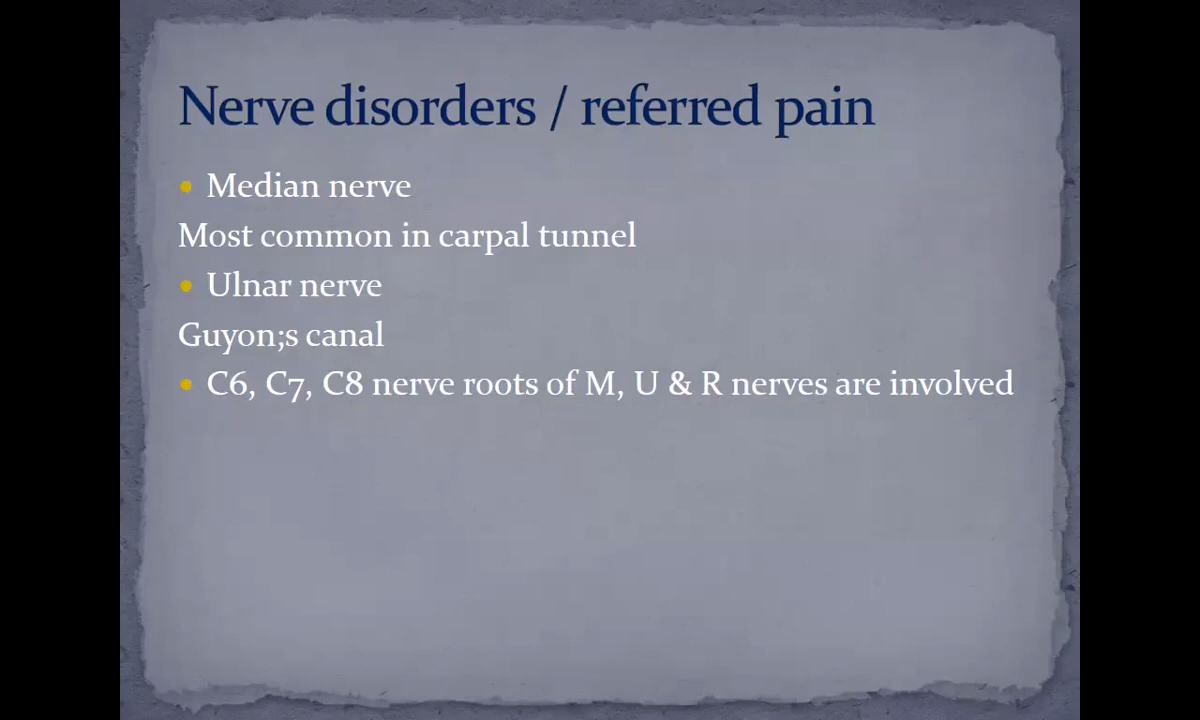 Nerve disorders / referred pain
• Median nerve
Most common in carpal tunnel
• Ulnar nerve
Guyon;s canal
• C6, C7, C8 nerve roots of M, U & R nerves are involved